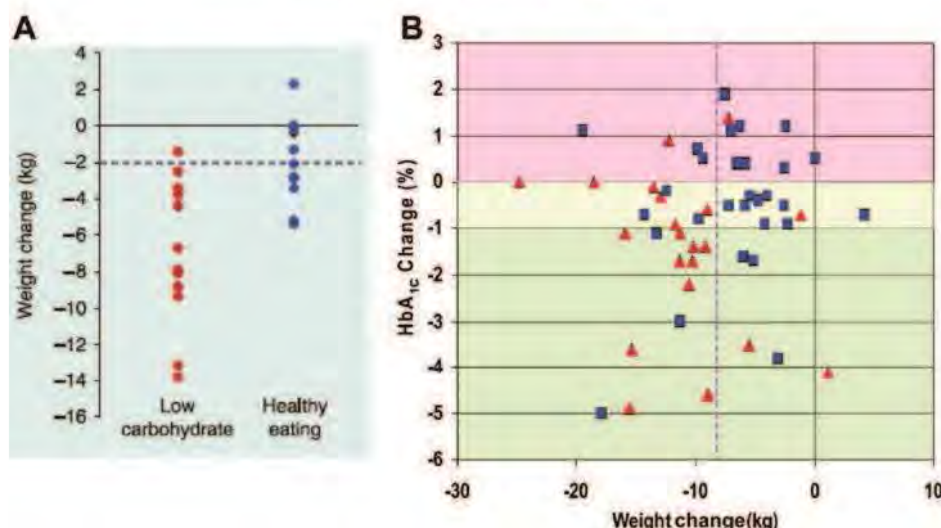 A
4
2
0
−2
−4
−6
−8
−10
−12
−14
−16
Weight change (kg)
Low
carbohydrate
Healthy
eating
B
3
2
1
0
-1
-2
-3
-4
-5
-6
HbA1C Change (%)
-30
-20
-10
0
10
Weight change(kg)